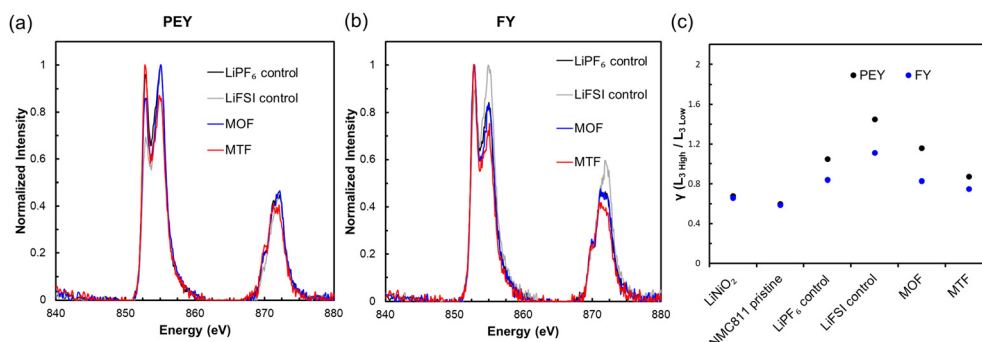 (a)
PEY
Normalized Intensity
1
0.8
0.6
0.4
0.2
0
840
850
860
870
880
Energy (eV)
LiPF₆ control
LiFSI control
MOF
MTF
(b)
FY
Normalized Intensity
1
0.8
0.6
0.4
0.2
0
840
850
860
870
880
Energy (eV)
LiPF₆ control
LiFSI control
MOF
MTF
(c)
γ (L₃ High / L₃ Low)
2
1.6
1.2
0.8
0.4
0
PEY
FY
LiNiO₂
NMC811 pristine
LiPF₆ control
LiFSI control
MOF
MTF